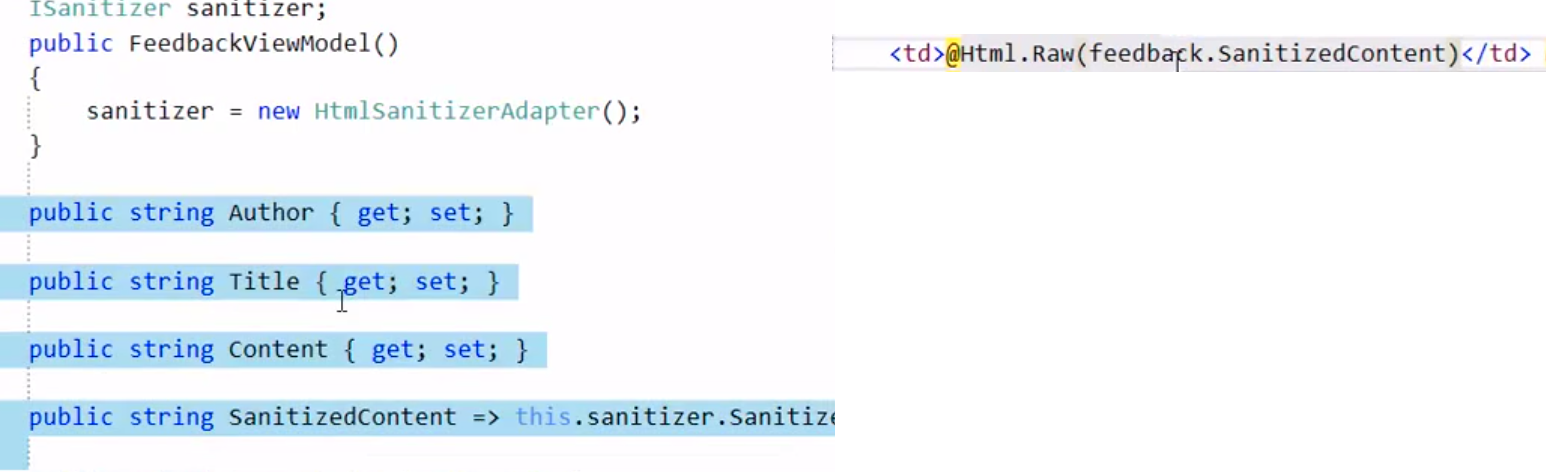 ISanitizer sanitizer;
public FeedbackViewModel()
{
sanitizer = new HtmlSanitizerAdapter();
}
public string Author { get; set; }
public string Title { get; set; }
public string Content { get; set; }
public string SanitizedContent => this.sanitizer.Sanitize
<td>@Html.Raw(feedback.SanitizedContent)</td>